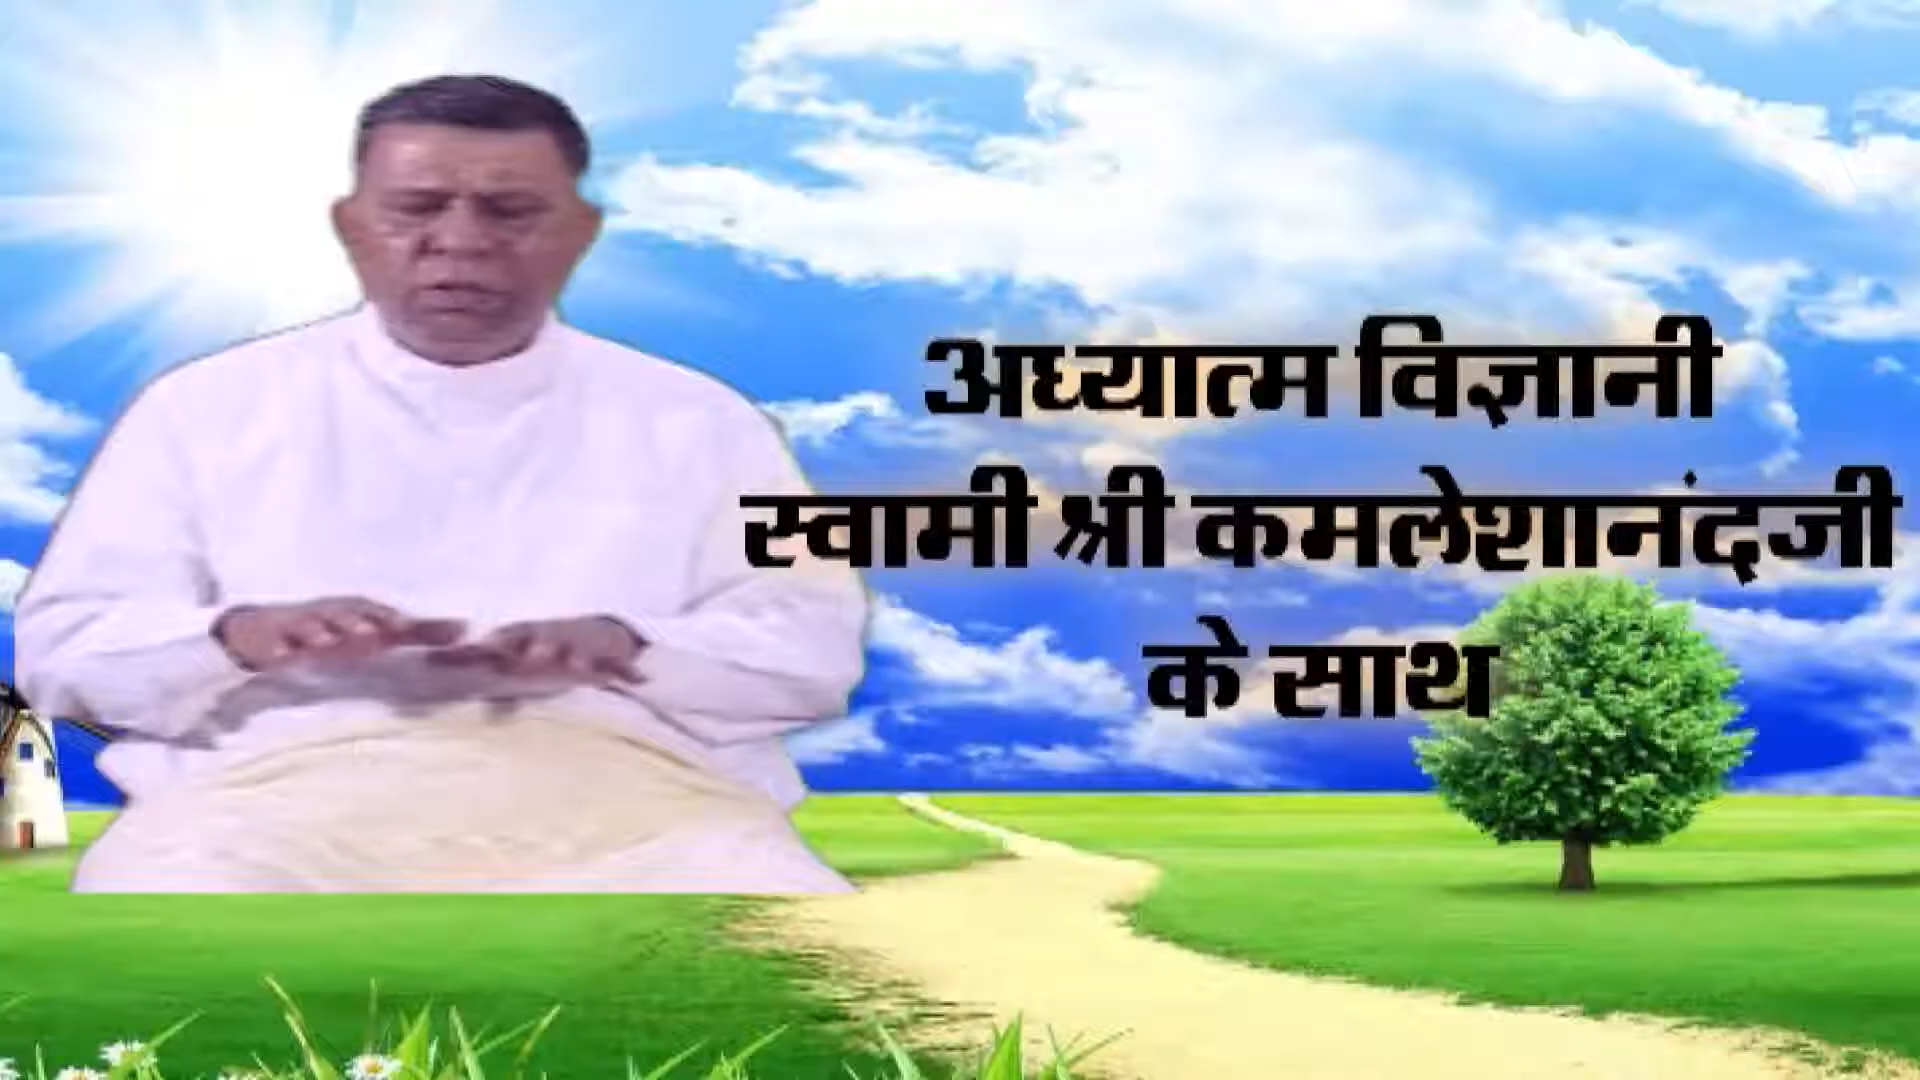 अध्यात्म विज्ञानी
स्वामी श्री कमलेशानंदजी
के साथ